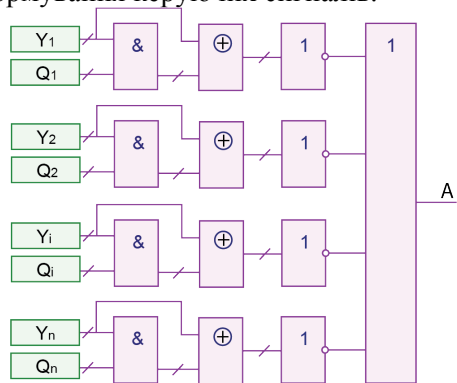 Y1 & ⊕ 1 1
Q1
Y2 & ⊕ 1
Q2
A
Yi & ⊕ 1
Qi
Yn & ⊕ 1
Qn